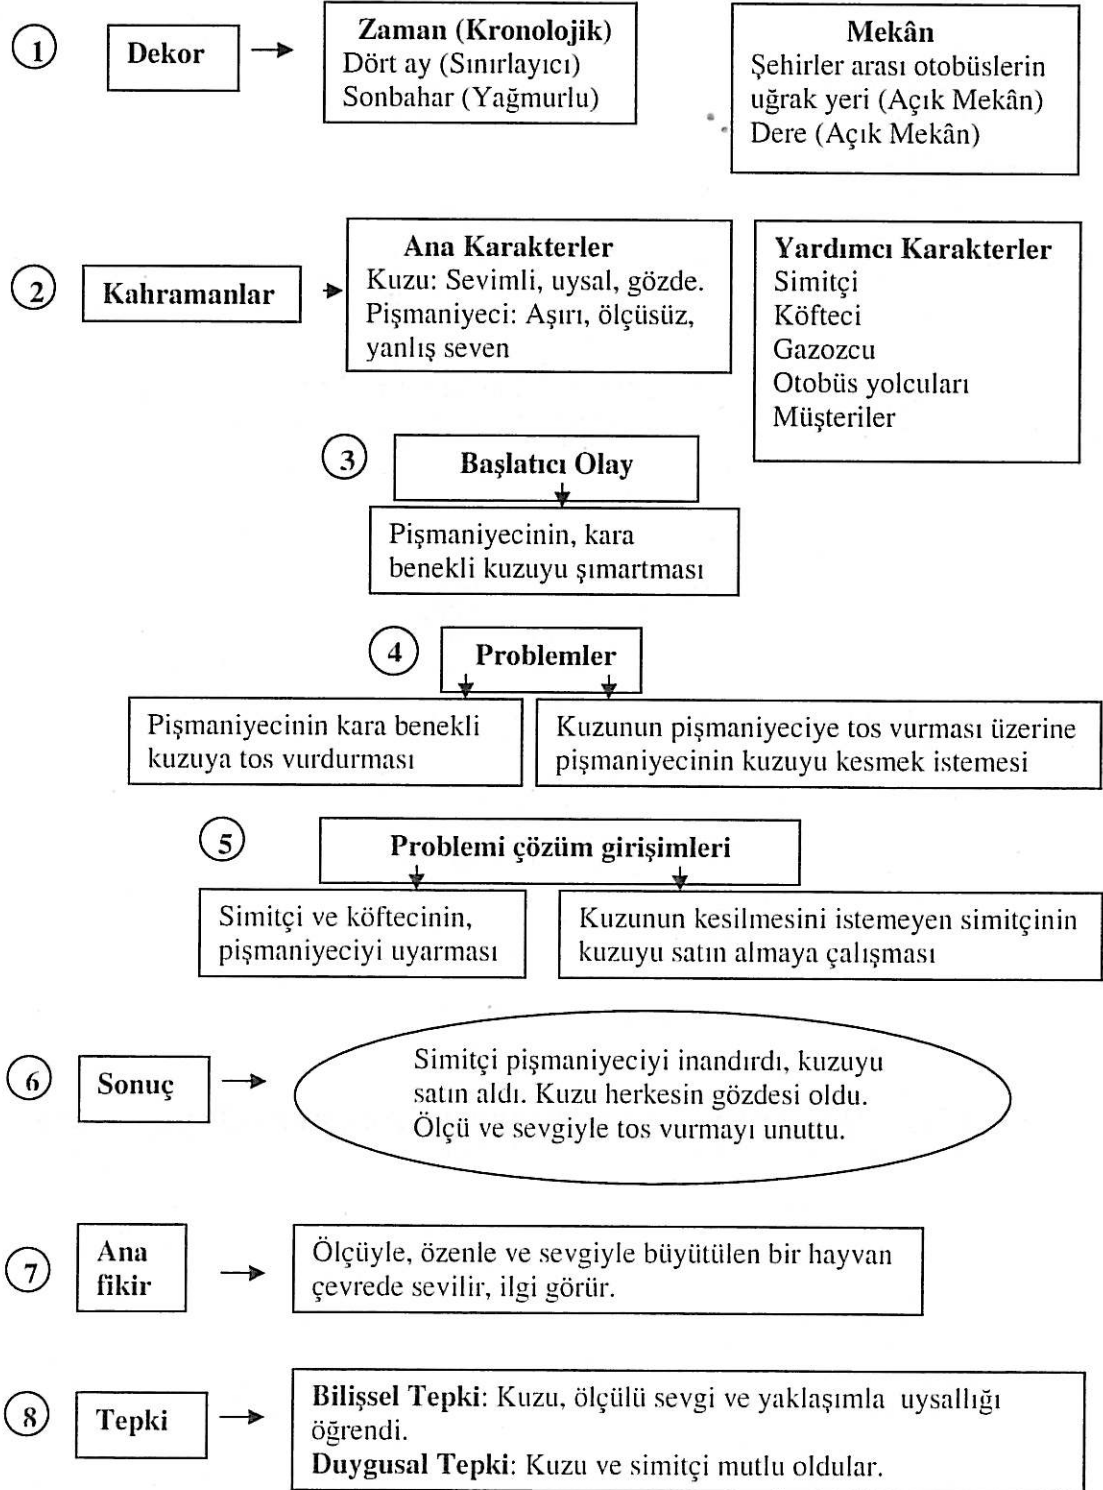 1
Dekor
Zaman (Kronolojik)
Dört ay (Sınırlayıcı)
Sonbahar (Yağmurlu)
Mekân
Şehirler arası otobüslerin
uğrak yeri (Açık Mekân)
Dere (Açık Mekân)
2
Kahramanlar
Ana Karakterler
Kuzu: Sevimli, uysal, gözde.
Pişmaniyeci: Aşırı, ölçüsüz,
yanlış seven
Yardımcı Karakterler
Simitçi
Köfteci
Gazozcu
Otobüs yolcuları
Müşteriler
3
Başlatıcı Olay
Pişmaniyecinin, kara
benekli kuzuyu şımartması
4
Problemler
Pişmaniyecinin kara benekli
kuzuya tos vurdurması
Kuzunun pişmaniyeciye tos vurması üzerine
pişmaniyecinin kuzuyu kesmek istemesi
5
Problemi çözüm girişimleri
Simitçi ve köftecinin,
pişmaniyeciyi uyarması
Kuzunun kesilmesini istemeyen simitçinin
kuzuyu satın almaya çalışması
6
Sonuç
Simitçi pişmaniyeciyi inandırdı, kuzuyu
satın aldı. Kuzu herkesin gözdesi oldu.
Ölçü ve sevgiyle tos vurmayı unuttu.
7
Ana
fikir
Ölçüyle, özenle ve sevgiyle büyütülen bir hayvan
çevrede sevilir, ilgi görür.
8
Tepki
Bilişsel Tepki: Kuzu, ölçülü sevgi ve yaklaşımla uysallığı
öğrendi.
Duygusal Tepki: Kuzu ve simitçi mutlu oldular.